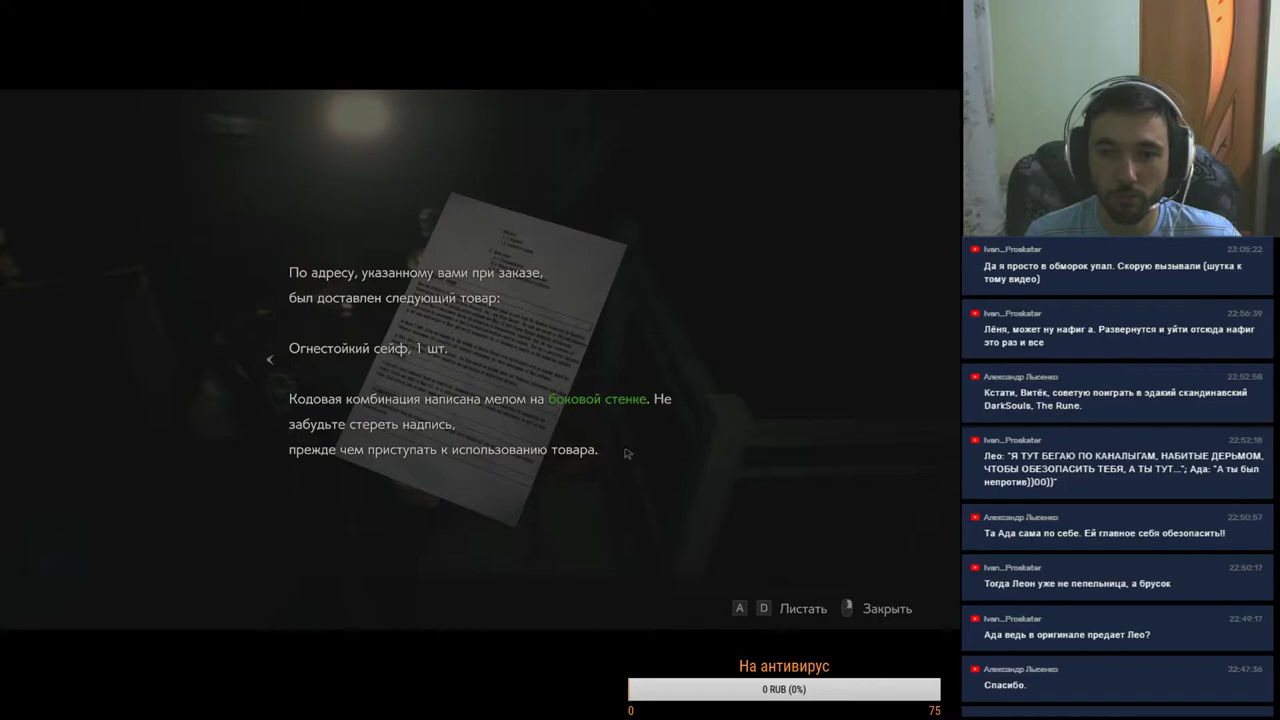 По адресу, указанному вами при заказе,
был доставлен следующий товар:
Огнестойкий сейф, 1 шт.
Кодовая комбинация написана мелом на боковой стенке. Не
забудьте стереть надпись,
прежде чем приступать к использованию товара.
A D Листать Закрыть
На антивирус
0 RUB (0%)
0 75
Ivan_Proskater 23:05:22
Да я просто в обморок упал. Скорую вызывали (шутка к
тому видео)
Ivan_Proskater 22:56:39
Лёня, может ну нафиг а. Развернутся и уйти отсюда нафиг
это раз и все
Александр Лысенко 22:52:58
Кстати, Витёк, советую поиграть в эдакий скандинавский
DarkSouls, The Rune.
Ivan_Proskater 22:52:18
Лео: "Я ТУТ БЕГАЮ ПО КАНАЛЫГАМ, НАБИТЫЕ ДЕРЬМОМ,
ЧТОБЫ ОБЕЗОПАСИТЬ ТЕБЯ, А ТЫ ТУТ..."; Ада: "А ты был
непротив))00))"
Александр Лысенко 22:50:57
Та Ада сама по себе. Ей главное себя обезопасить!!
Ivan_Proskater 22:50:17
Тогда Леон уже не пепельница, а брусок
Ivan_Proskater 22:49:17
Ада ведь в оригинале предает Лео?
Александр Лысенко 22:47:36
Спасибо.